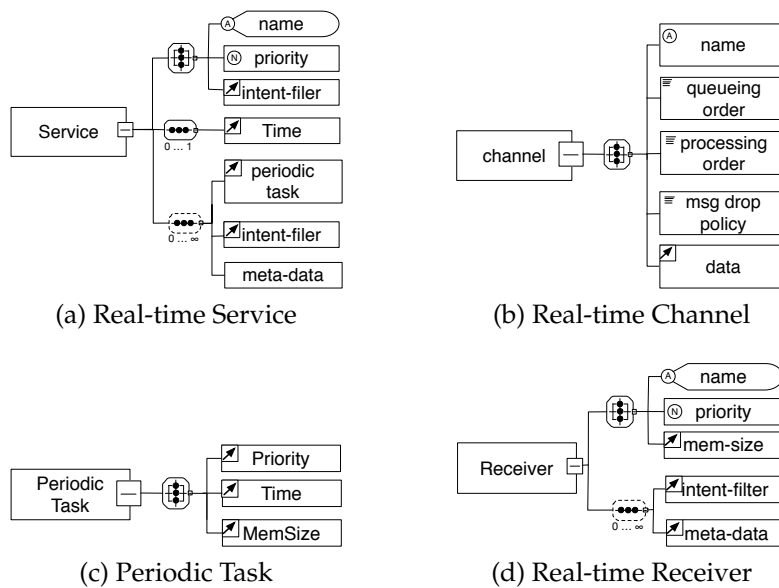 A name
N priority
intent-filer
Service
Time
0 ... 1
periodic
task
intent-filer
0 ... ∞
meta-data
(a) Real-time Service
A
name
queueing
order
channel
processing
order
msg drop
policy
data
(b) Real-time Channel
Priority
Periodic
Task
Time
MemSize
(c) Periodic Task
A name
N priority
mem-size
Receiver
intent-filter
0 ... ∞
meta-data
(d) Real-time Receiver